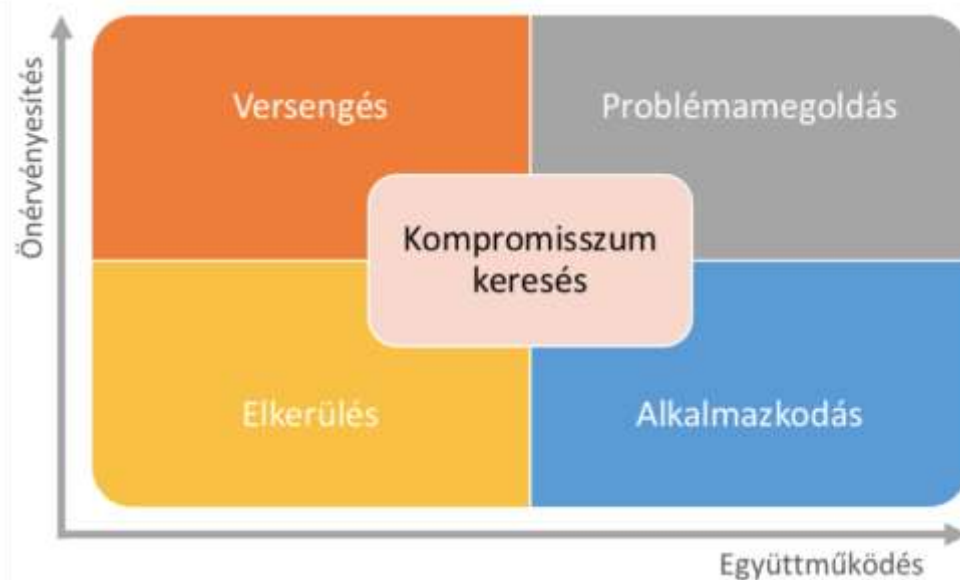 Önérvényesítés
Versengés
Problémamegoldás
Kompromisszum
keresés
Elkerülés
Alkalmazkodás
Együttműködés